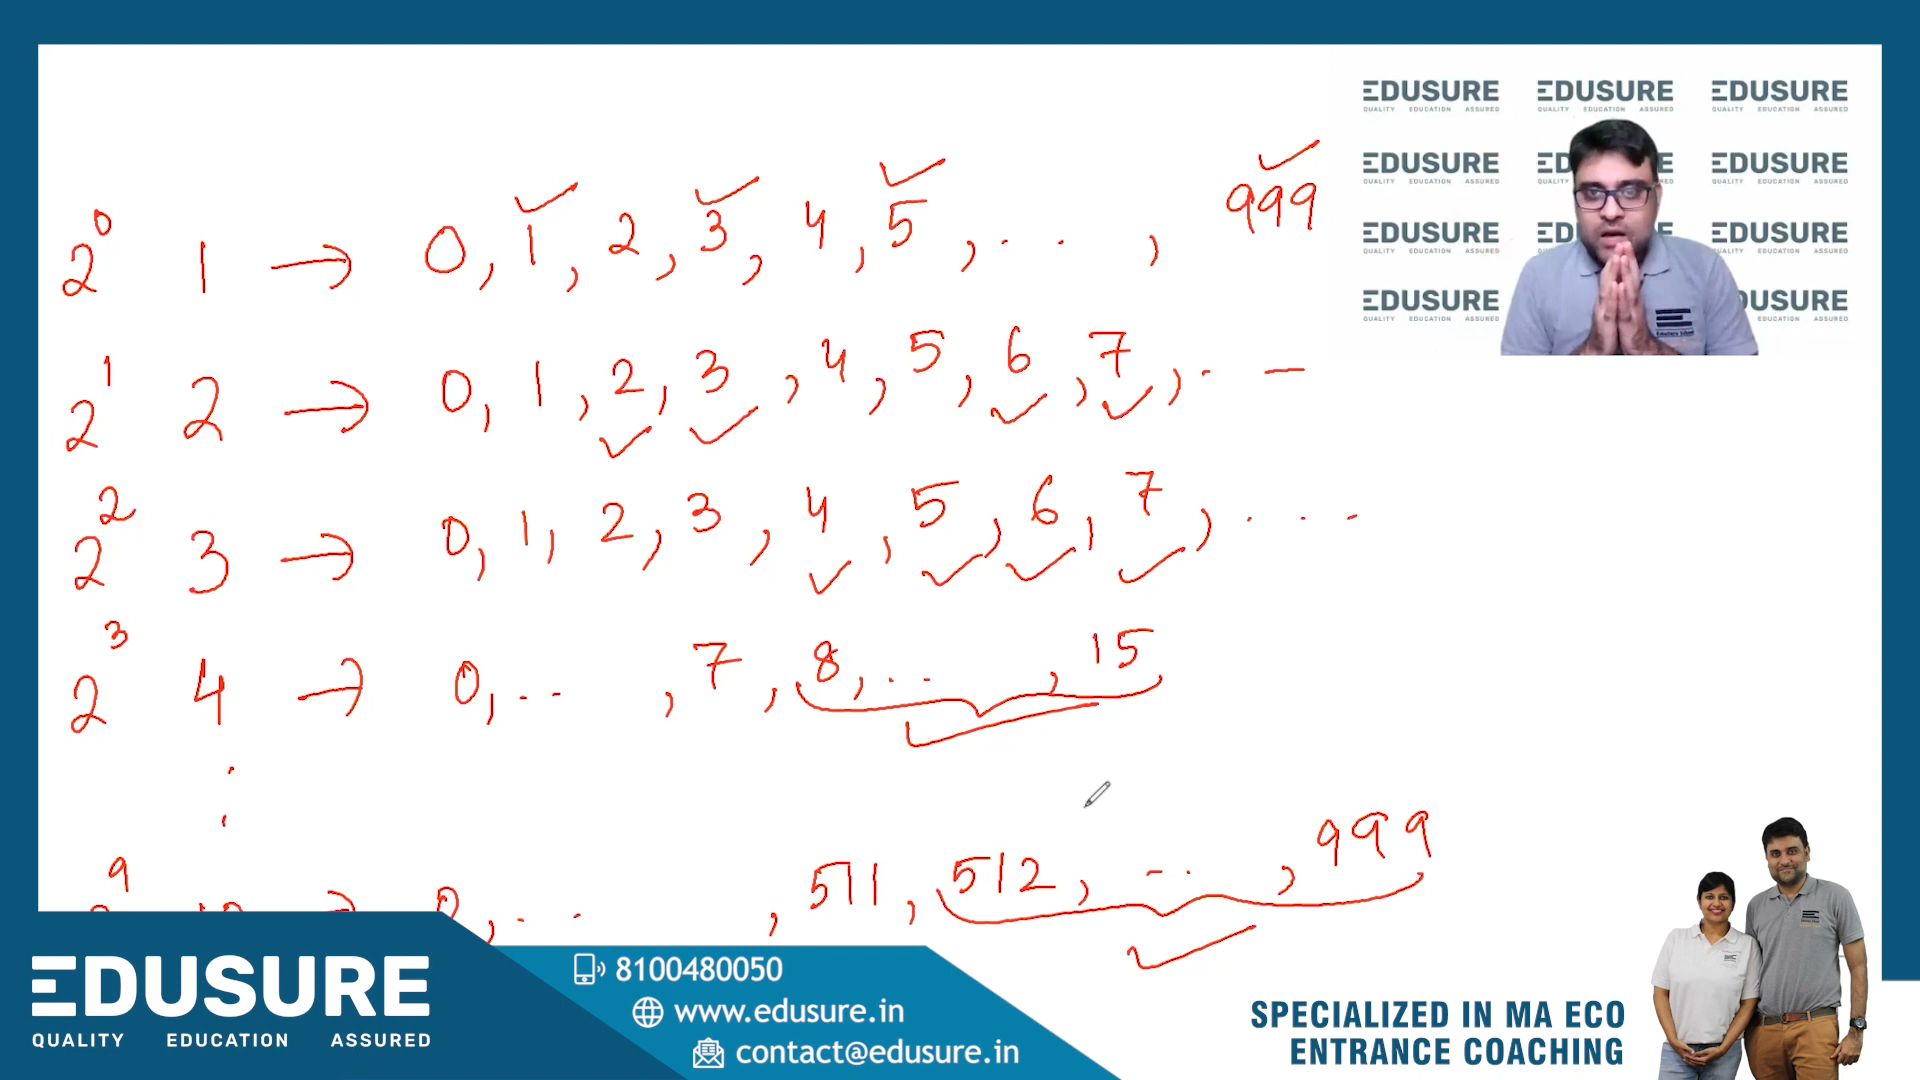 EDUSURE EDUSURE EDUSURE
QUALITY EDUCATION ASSURED QUALITY EDUCATION ASSURED QUALITY EDUCATION ASSURED
EDUSURE EDUSURE
QUALITY EDUCATION ASSURED
EDUSURE EDUSURE
QUALITY EDUCATION ASSURED
EDUSURE
QUALITY EDUCATION ASSURED
2⁰ 1 → 0, 1, 2, 3, 4, 5, . . , 999
2¹ 2 → 0, 1, 2, 3, 4, 5, 6, 7, . –
2² 3 → 0, 1, 2, 3, 4, 5, 6, 7, . . .
2³ 4 → 0, .. , 7, 8, .. , 15
:
9 → 0, .. , 511, 512, .. , 999
EDUSURE
QUALITY EDUCATION ASSURED
8100480050
www.edusure.in
contact@edusure.in
SPECIALIZED IN MA ECO
ENTRANCE COACHING